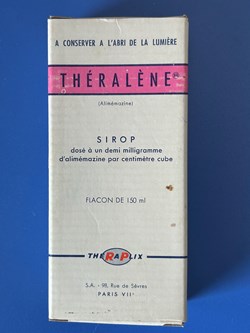 A CONSERVER A L'ABRI DE LA LUMIÈRE
THÉRALÈNE
(Alimémazine)
SIROP
dosé à un demi milligramme
d'alimémazine par centimètre cube
FLACON DE 150 ml
THERAPLIX
S.A. - 98, Rue de Sèvres
PARIS VIIe